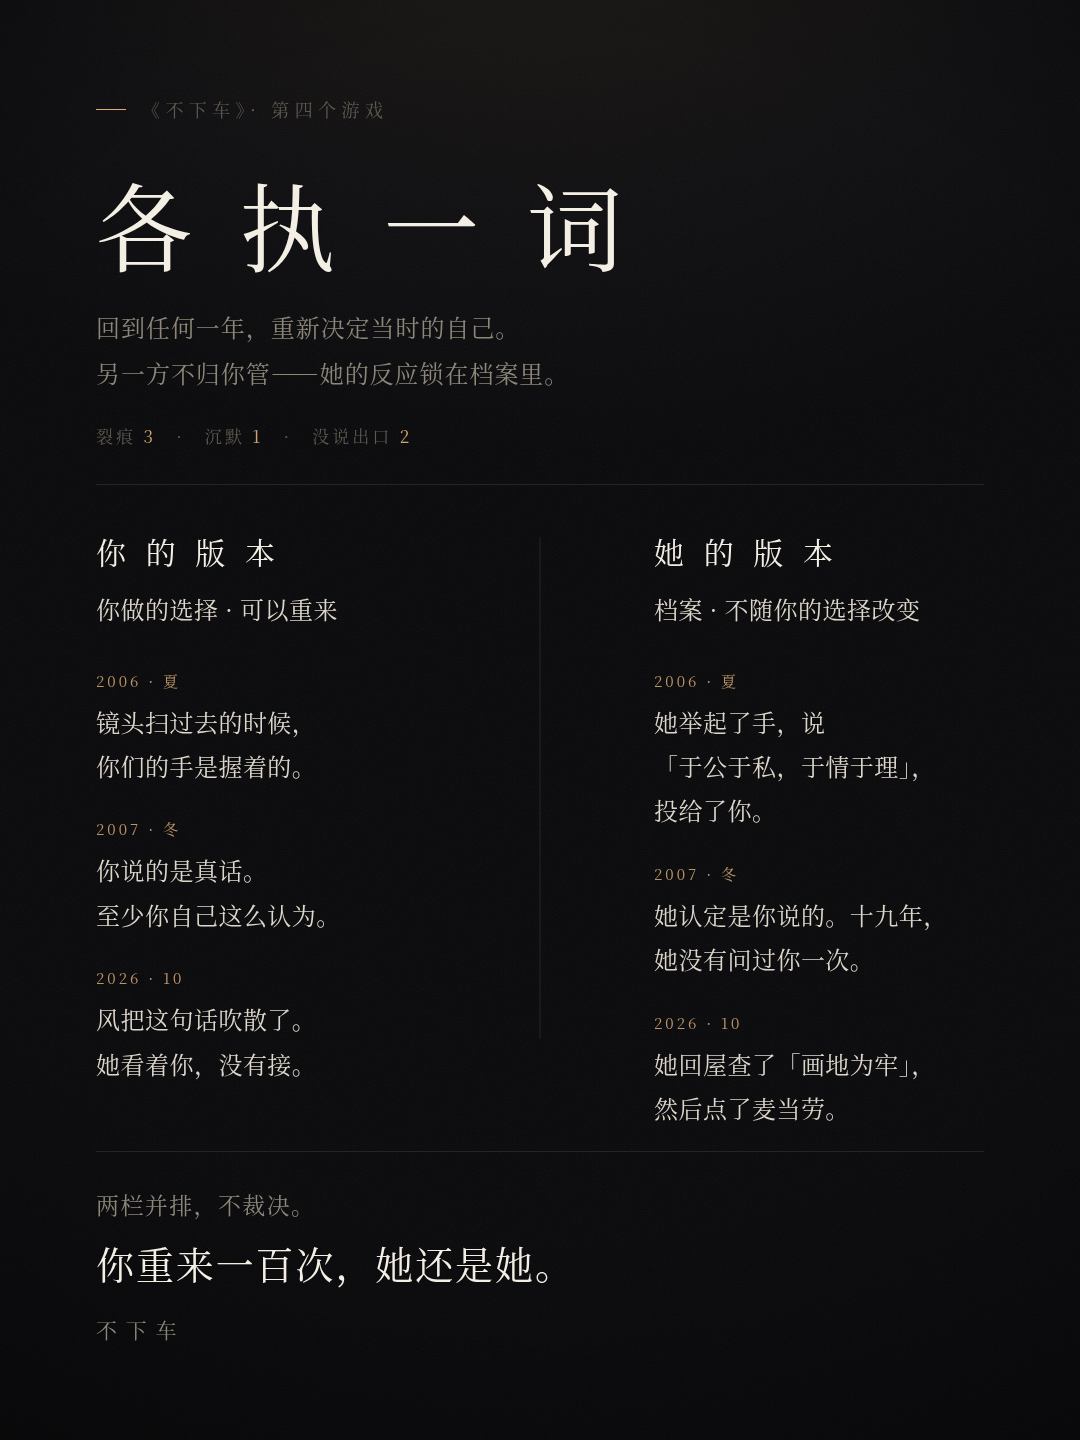 《不下车》· 第四个游戏
各执一词
回到任何一年，重新决定当时的自己。
另一方不归你管——她的反应锁在档案里。
裂痕 3 · 沉默 1 · 没说出口 2
你的版本
你做的选择 · 可以重来
2006 · 夏
镜头扫过去的时候，
你们的手是握着的。
2007 · 冬
你说的是真话。
至少你自己这么认为。
2026 · 10
风把这句话吹散了。
她看着你，没有接。
她的版本
档案 · 不随你的选择改变
2006 · 夏
她举起了手，说
「于公于私，于情于理」，
投给了你。
2007 · 冬
她认定是你说的。十九年，
她没有问过你一次。
2026 · 10
她回屋查了「画地为牢」，
然后点了麦当劳。
两栏并排，不裁决。
你重来一百次，她还是她。
不下车